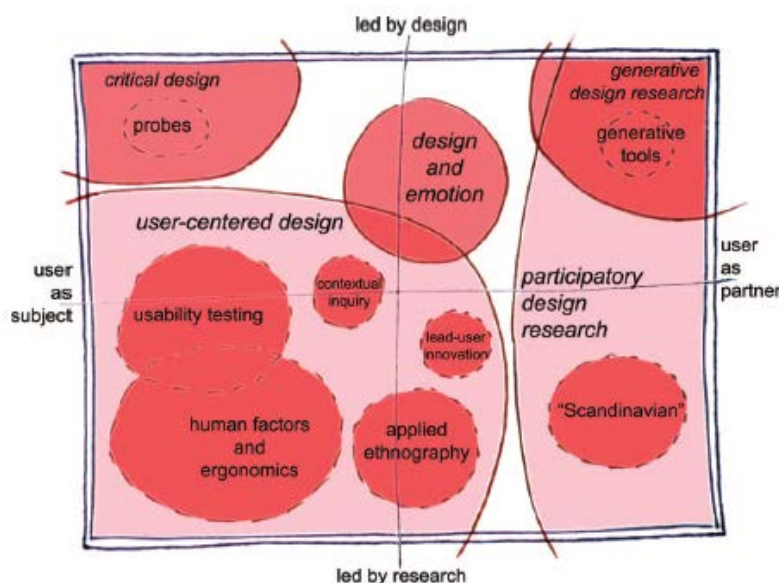 led by design
critical design
probes
generative
design research
generative
tools
design
and
emotion
user-centered design
user
as
subject
contextual
inquiry
usability testing
participatory
design
research
user
as
partner
lead-user
innovation
human factors
and
ergonomics
applied
ethnography
"Scandinavian"
led by research